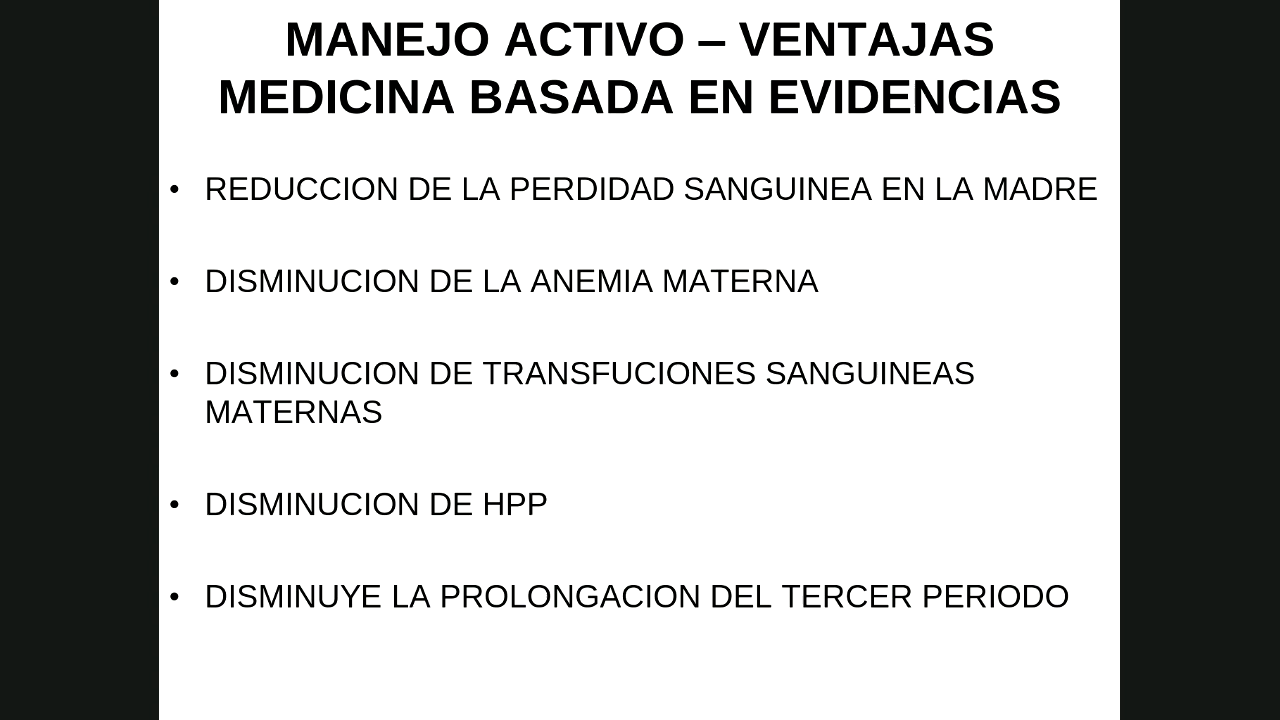 MANEJO ACTIVO – VENTAJAS
MEDICINA BASADA EN EVIDENCIAS
• REDUCCION DE LA PERDIDAD SANGUINEA EN LA MADRE
• DISMINUCION DE LA ANEMIA MATERNA
• DISMINUCION DE TRANSFUCIONES SANGUINEAS
MATERNAS
• DISMINUCION DE HPP
• DISMINUYE LA PROLONGACION DEL TERCER PERIODO